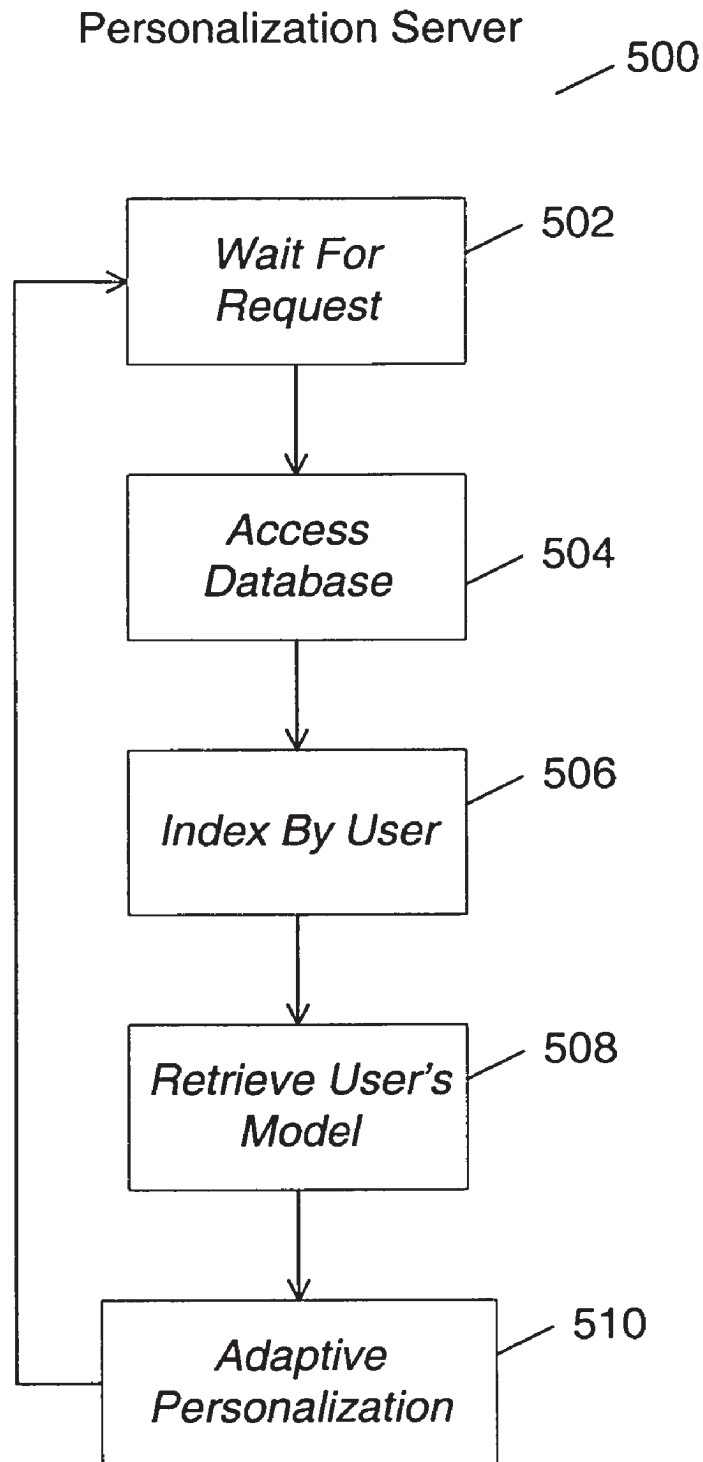 Personalization Server
500
Wait For
Request
502
Access
Database
504
Index By User
506
Retrieve User's
Model
508
Adaptive
Personalization
510